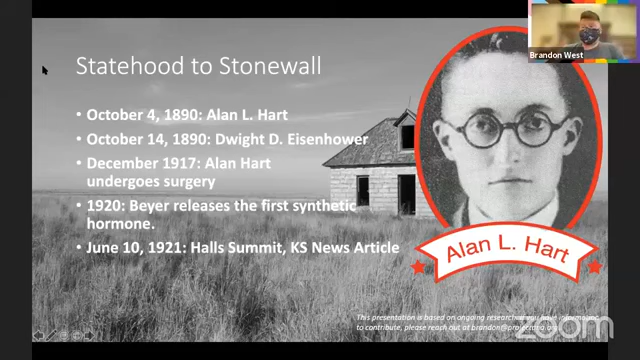 Brandon West
Statehood to Stonewall
• October 4, 1890: Alan L. Hart
• October 14, 1890: Dwight D. Eisenhower
• December 1917: Alan Hart
undergoes surgery
• 1920: Beyer releases the first synthetic
hormone.
• June 10, 1921: Halls Summit, KS News Article
Alan L. Hart
This presentation is based on ongoing research
to contribute, please reach out at
zoom